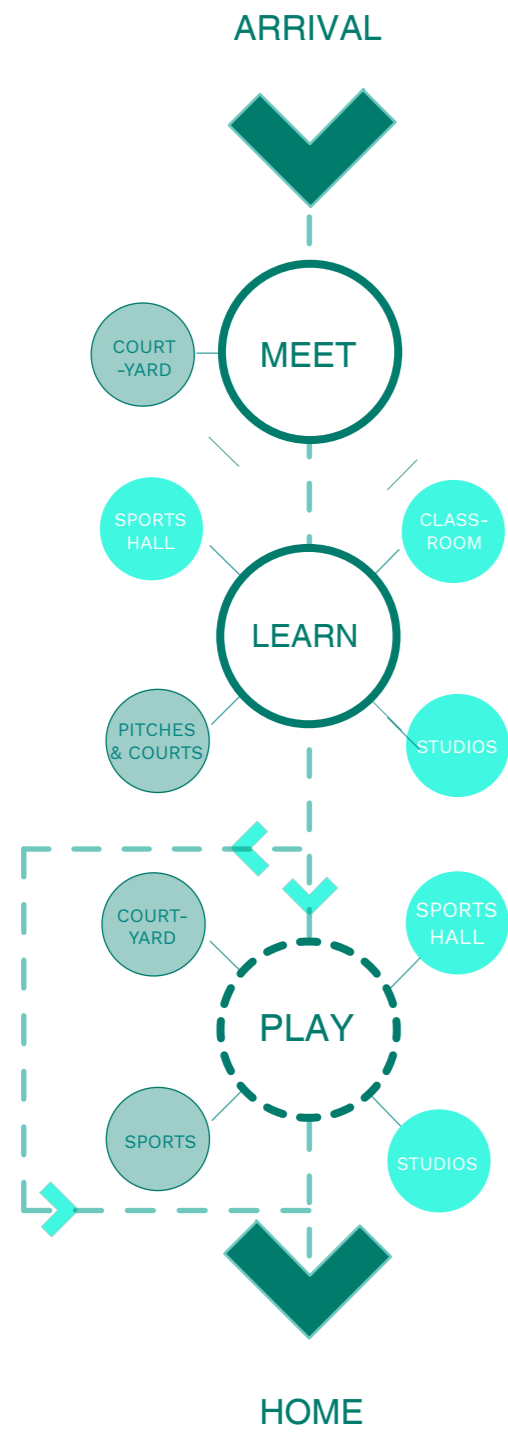 ARRIVAL
COURT
-YARD
MEET
SPORTS
HALL
CLASS-
ROOM
LEARN
PITCHES
& COURTS
STUDIOS
COURT-
YARD
SPORTS
HALL
PLAY
SPORTS
STUDIOS
HOME